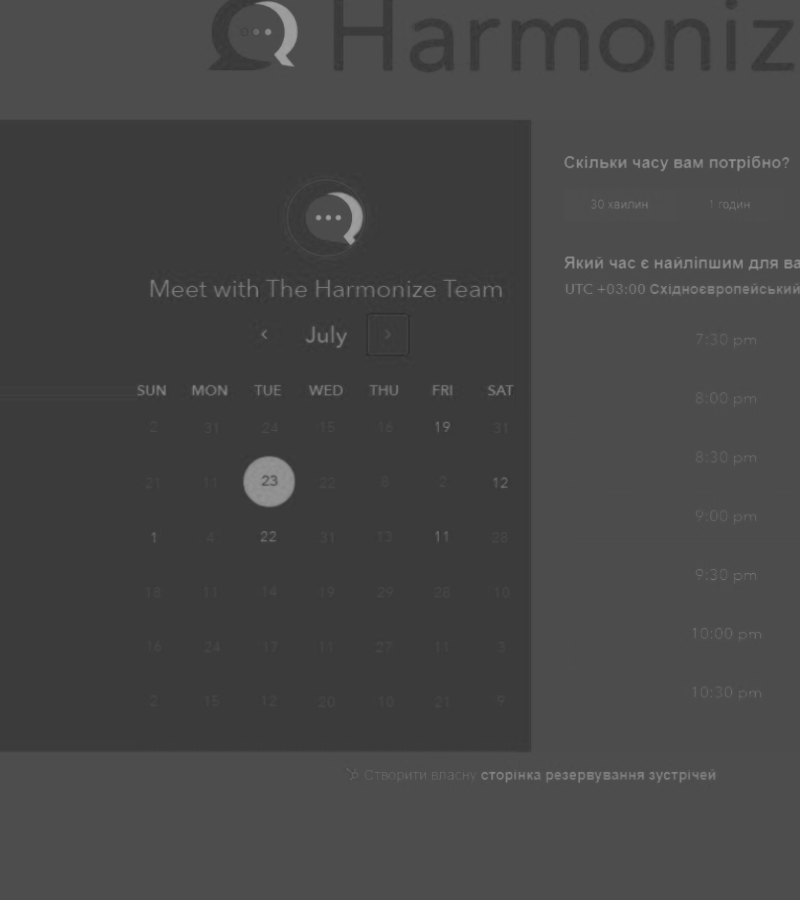 Harmoniz
Meet with The Harmonize Team
July
SUN MON TUE WED THU FRI SAT
2 31 24 15 16 19 31
21 11 23 22 8 2 12
1 4 22 31 13 11 28
18 11 14 19 29 28 10
16 24 17 11 27 11 3
2 15 12 20 18 21 9
Скільки часу вам потрібно?
30 хвилин 1 годин
Який час є найліпшим для ва
UTC +03:00 Східноєвропейський
7:30 pm
8:00 pm
8:30 pm
9:00 pm
9:30 pm
10:00 pm
10:30 pm
Створити власну сторінка резервування зустрічей